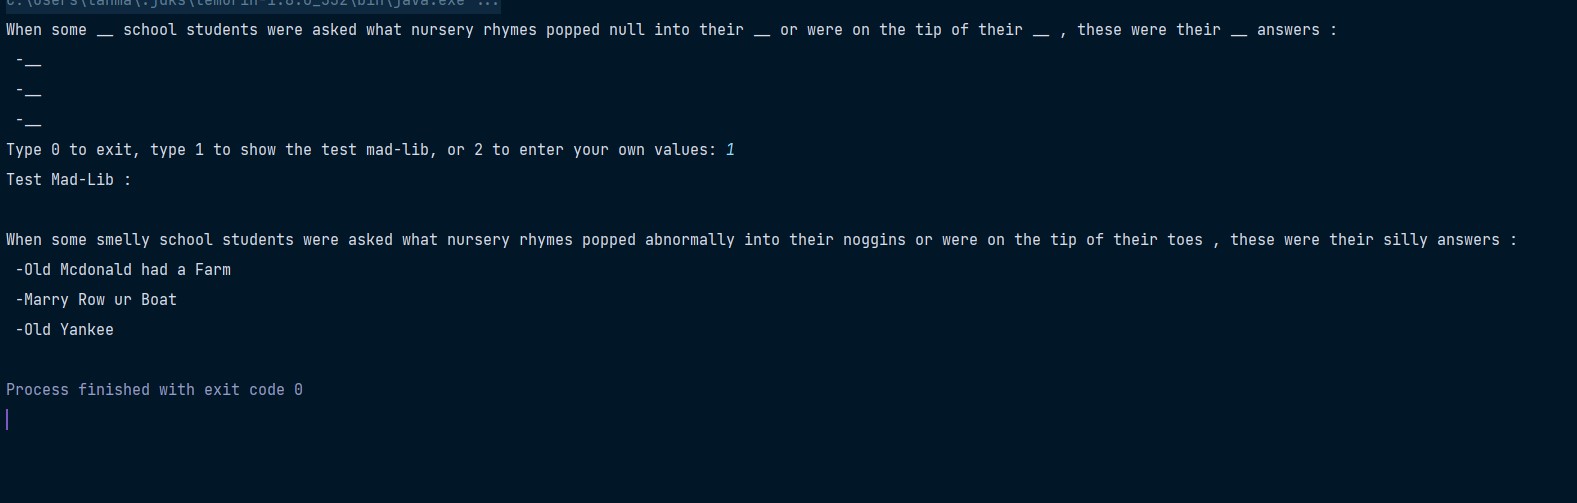 C:\Users\tahma\.jdks\temurin-1.8.0_332\bin\java.exe ...
When some __ school students were asked what nursery rhymes popped null into their __ or were on the tip of their __ , these were their __ answers :
 -__
 -__
 -__
Type 0 to exit, type 1 to show the test mad-lib, or 2 to enter your own values: 1
Test Mad-Lib :
When some smelly school students were asked what nursery rhymes popped abnormally into their noggins or were on the tip of their toes , these were their silly answers :
 -Old Mcdonald had a Farm
 -Marry Row ur Boat
 -Old Yankee
Process finished with exit code 0